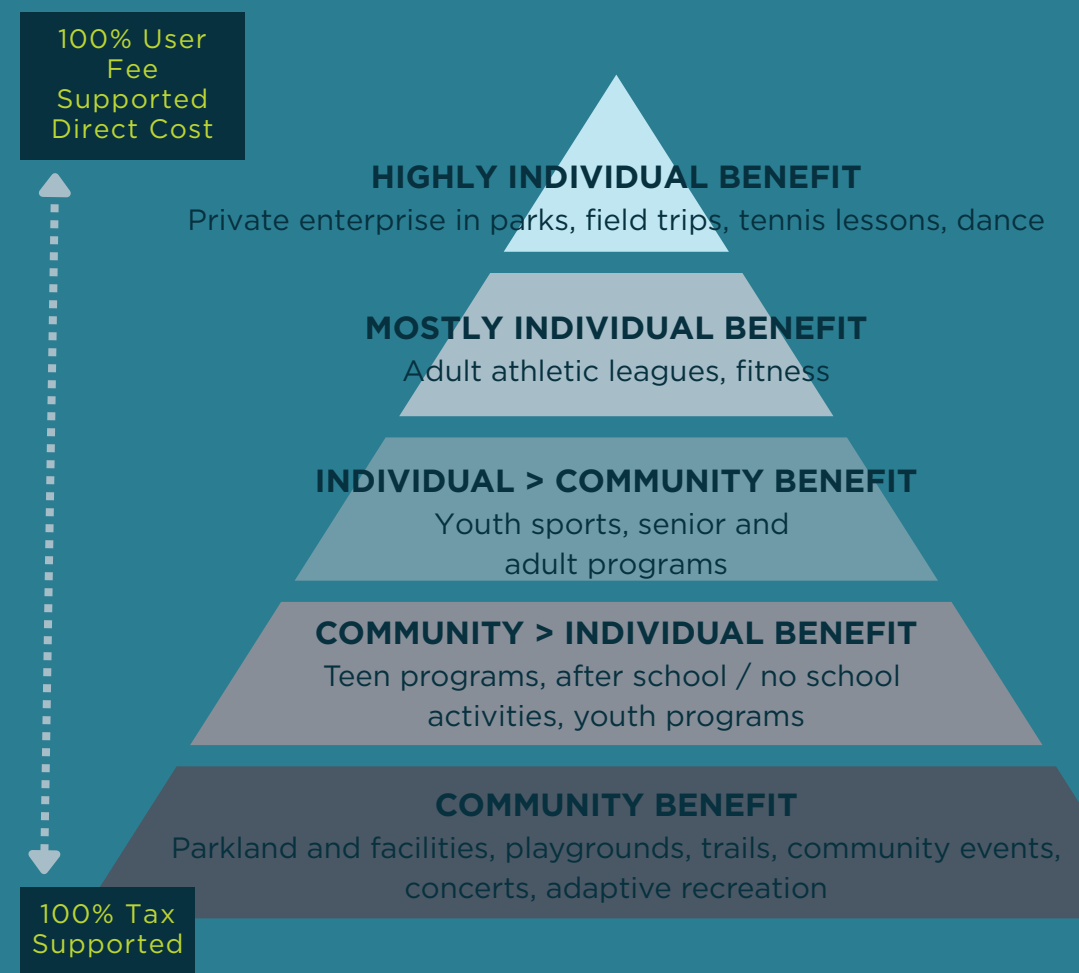 100% User
Fee
Supported
Direct Cost
HIGHLY INDIVIDUAL BENEFIT
Private enterprise in parks, field trips, tennis lessons, dance
MOSTLY INDIVIDUAL BENEFIT
Adult athletic leagues, fitness
INDIVIDUAL > COMMUNITY BENEFIT
Youth sports, senior and
adult programs
COMMUNITY > INDIVIDUAL BENEFIT
Teen programs, after school / no school
activities, youth programs
COMMUNITY BENEFIT
Parkland and facilities, playgrounds, trails, community events,
concerts, adaptive recreation
100% Tax
Supported